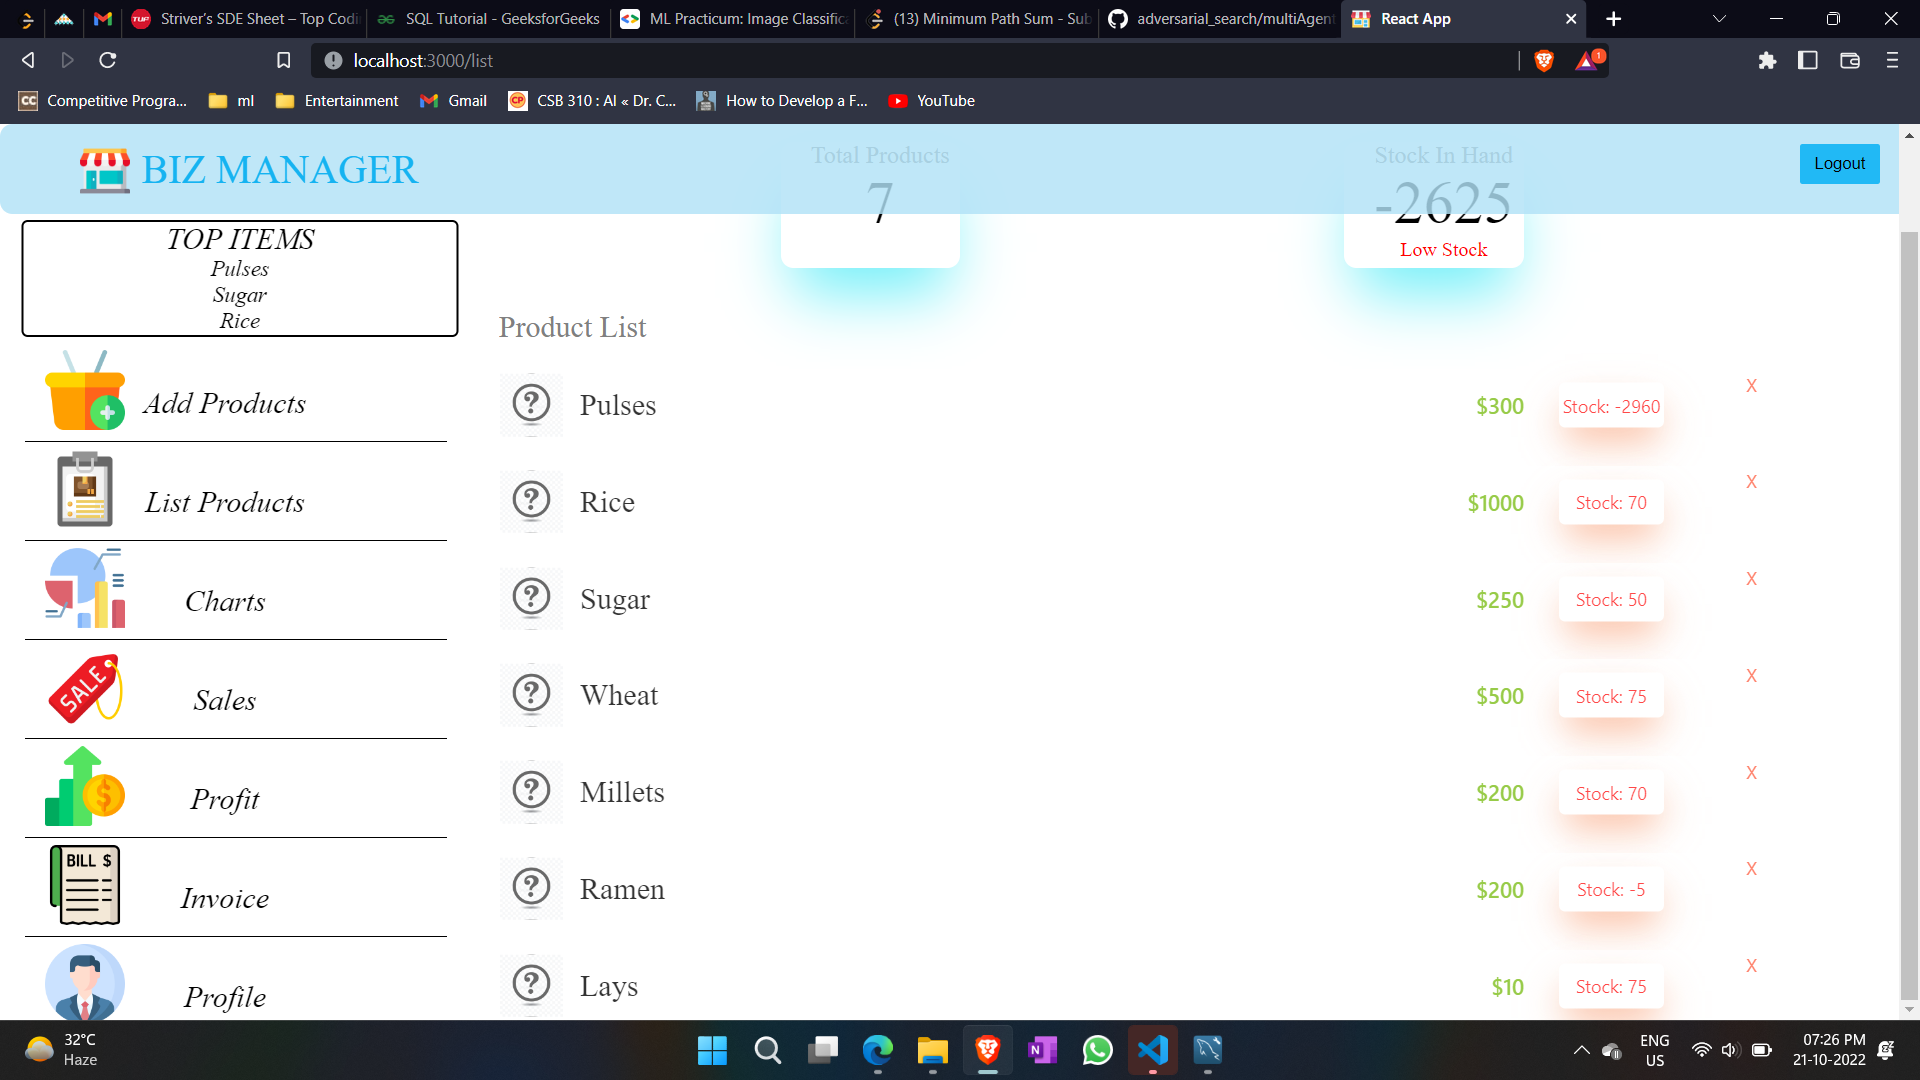 Striver's SDE Sheet – Top Codi
SQL Tutorial - GeeksforGeeks
ML Practicum: Image Classifica
(13) Minimum Path Sum - Sub
adversarial_search/multiAgent
React App
localhost:3000/list
1
CC
Competitive Progra...
ml
Entertainment
Gmail
CP
CSB 310 : AI « Dr. C...
How to Develop a F...
YouTube
BIZ MANAGER
Total Products
7
Stock In Hand
-2625
Low Stock
Logout
TOP ITEMS
Pulses
Sugar
Rice
Add Products
List Products
Charts
SALE
Sales
Profit
BILL $
Invoice
Profile
Product List
Pulses $300 Stock: -2960 X
Rice $1000 Stock: 70 X
Sugar $250 Stock: 50 X
Wheat $500 Stock: 75 X
Millets $200 Stock: 70 X
Ramen $200 Stock: -5 X
Lays $10 Stock: 75 X
32°C
Haze
N
ENG
US
07:26 PM
21-10-2022